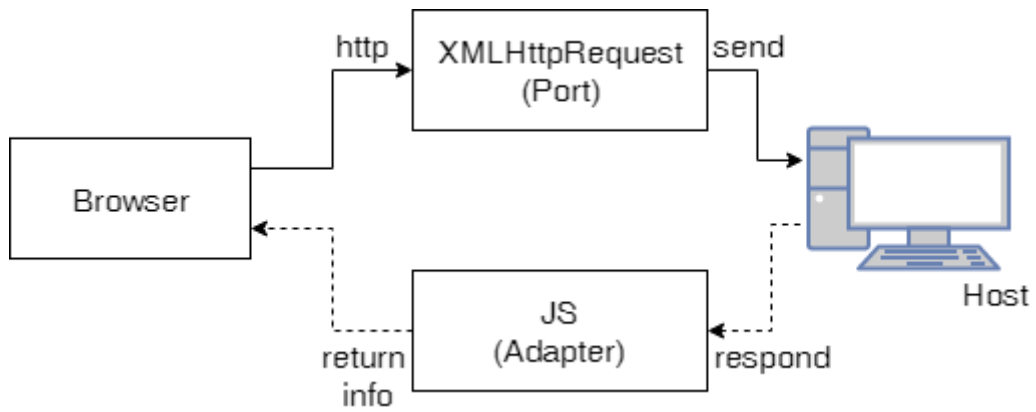 http
XMLHttpRequest
(Port)
send
Browser
Host
JS
(Adapter)
return
info
respond